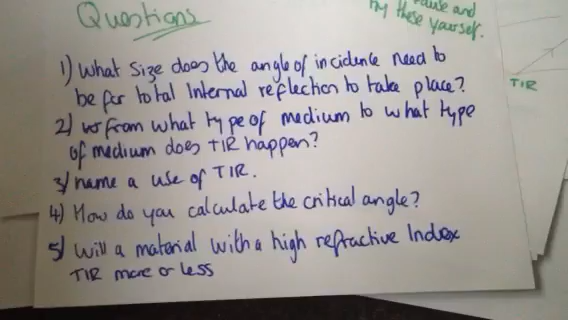 Questions
Pause and
try these yourself.
1) What size does the angle of incidence need to
be for total Internal reflection to take place?
2) from what type of medium to what type
of medium does TIR happen?
3) name a use of TIR.
4) How do you calculate the critical angle?
5) Will a material with a high refractive Index
TIR more or less
TIR